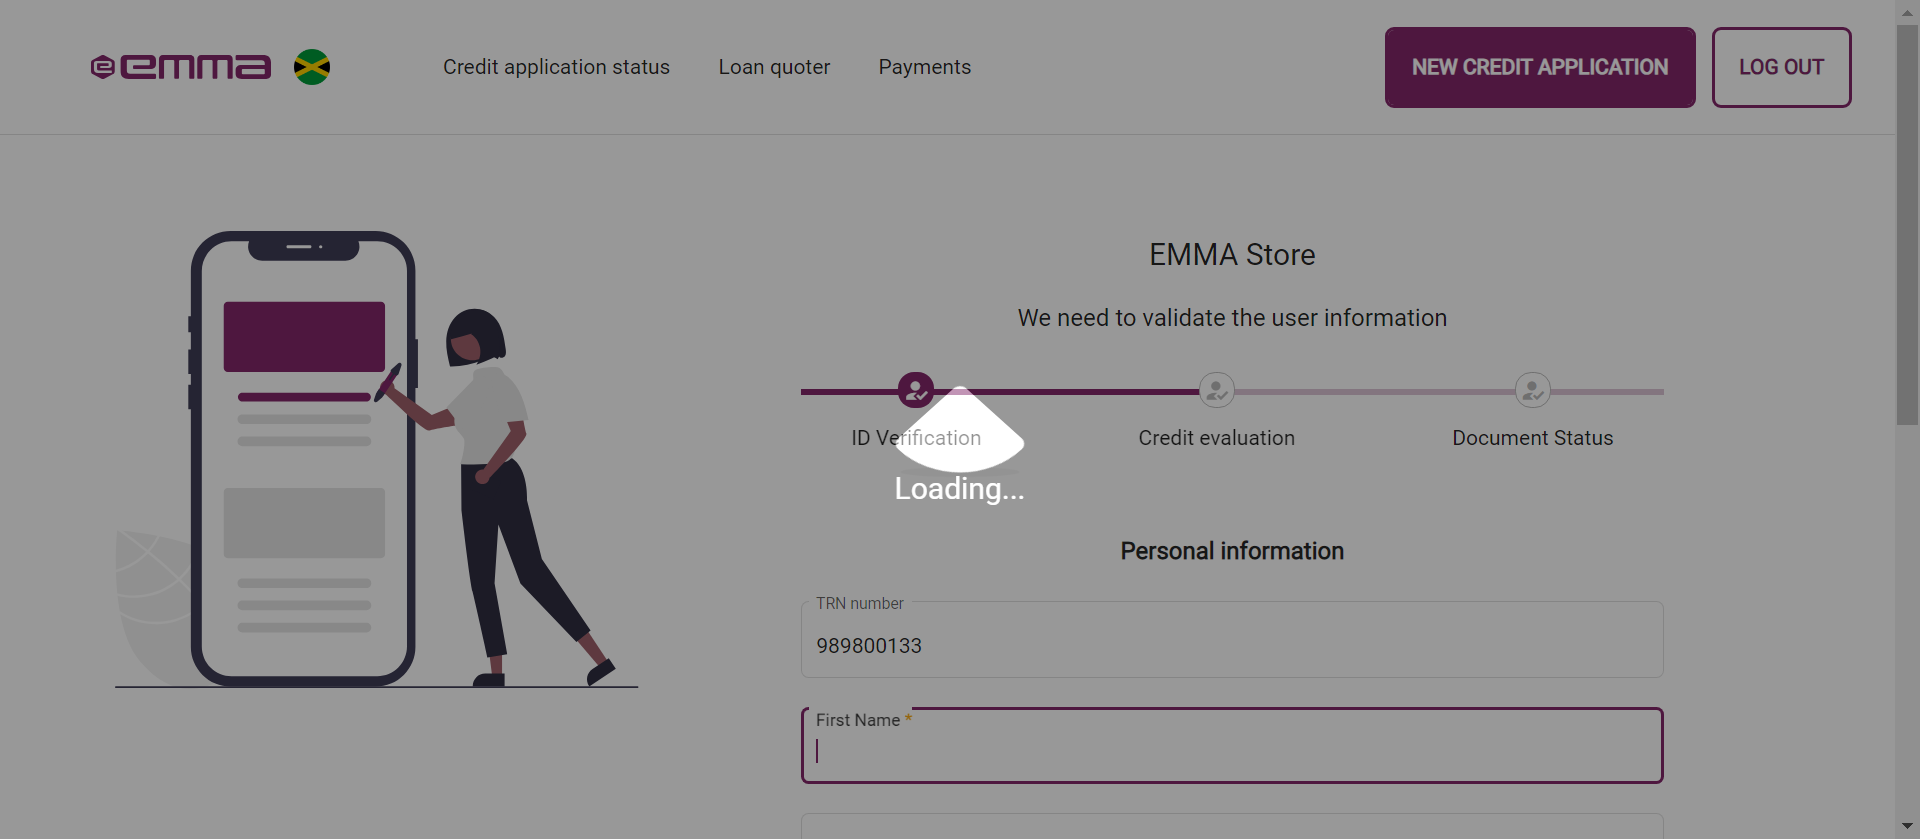 emma
Credit application status
Loan quoter
Payments
NEW CREDIT APPLICATION
LOG OUT
EMMA Store
We need to validate the user information
ID Verification
Credit evaluation
Document Status
Loading...
Personal information
TRN number
989800133
First Name *